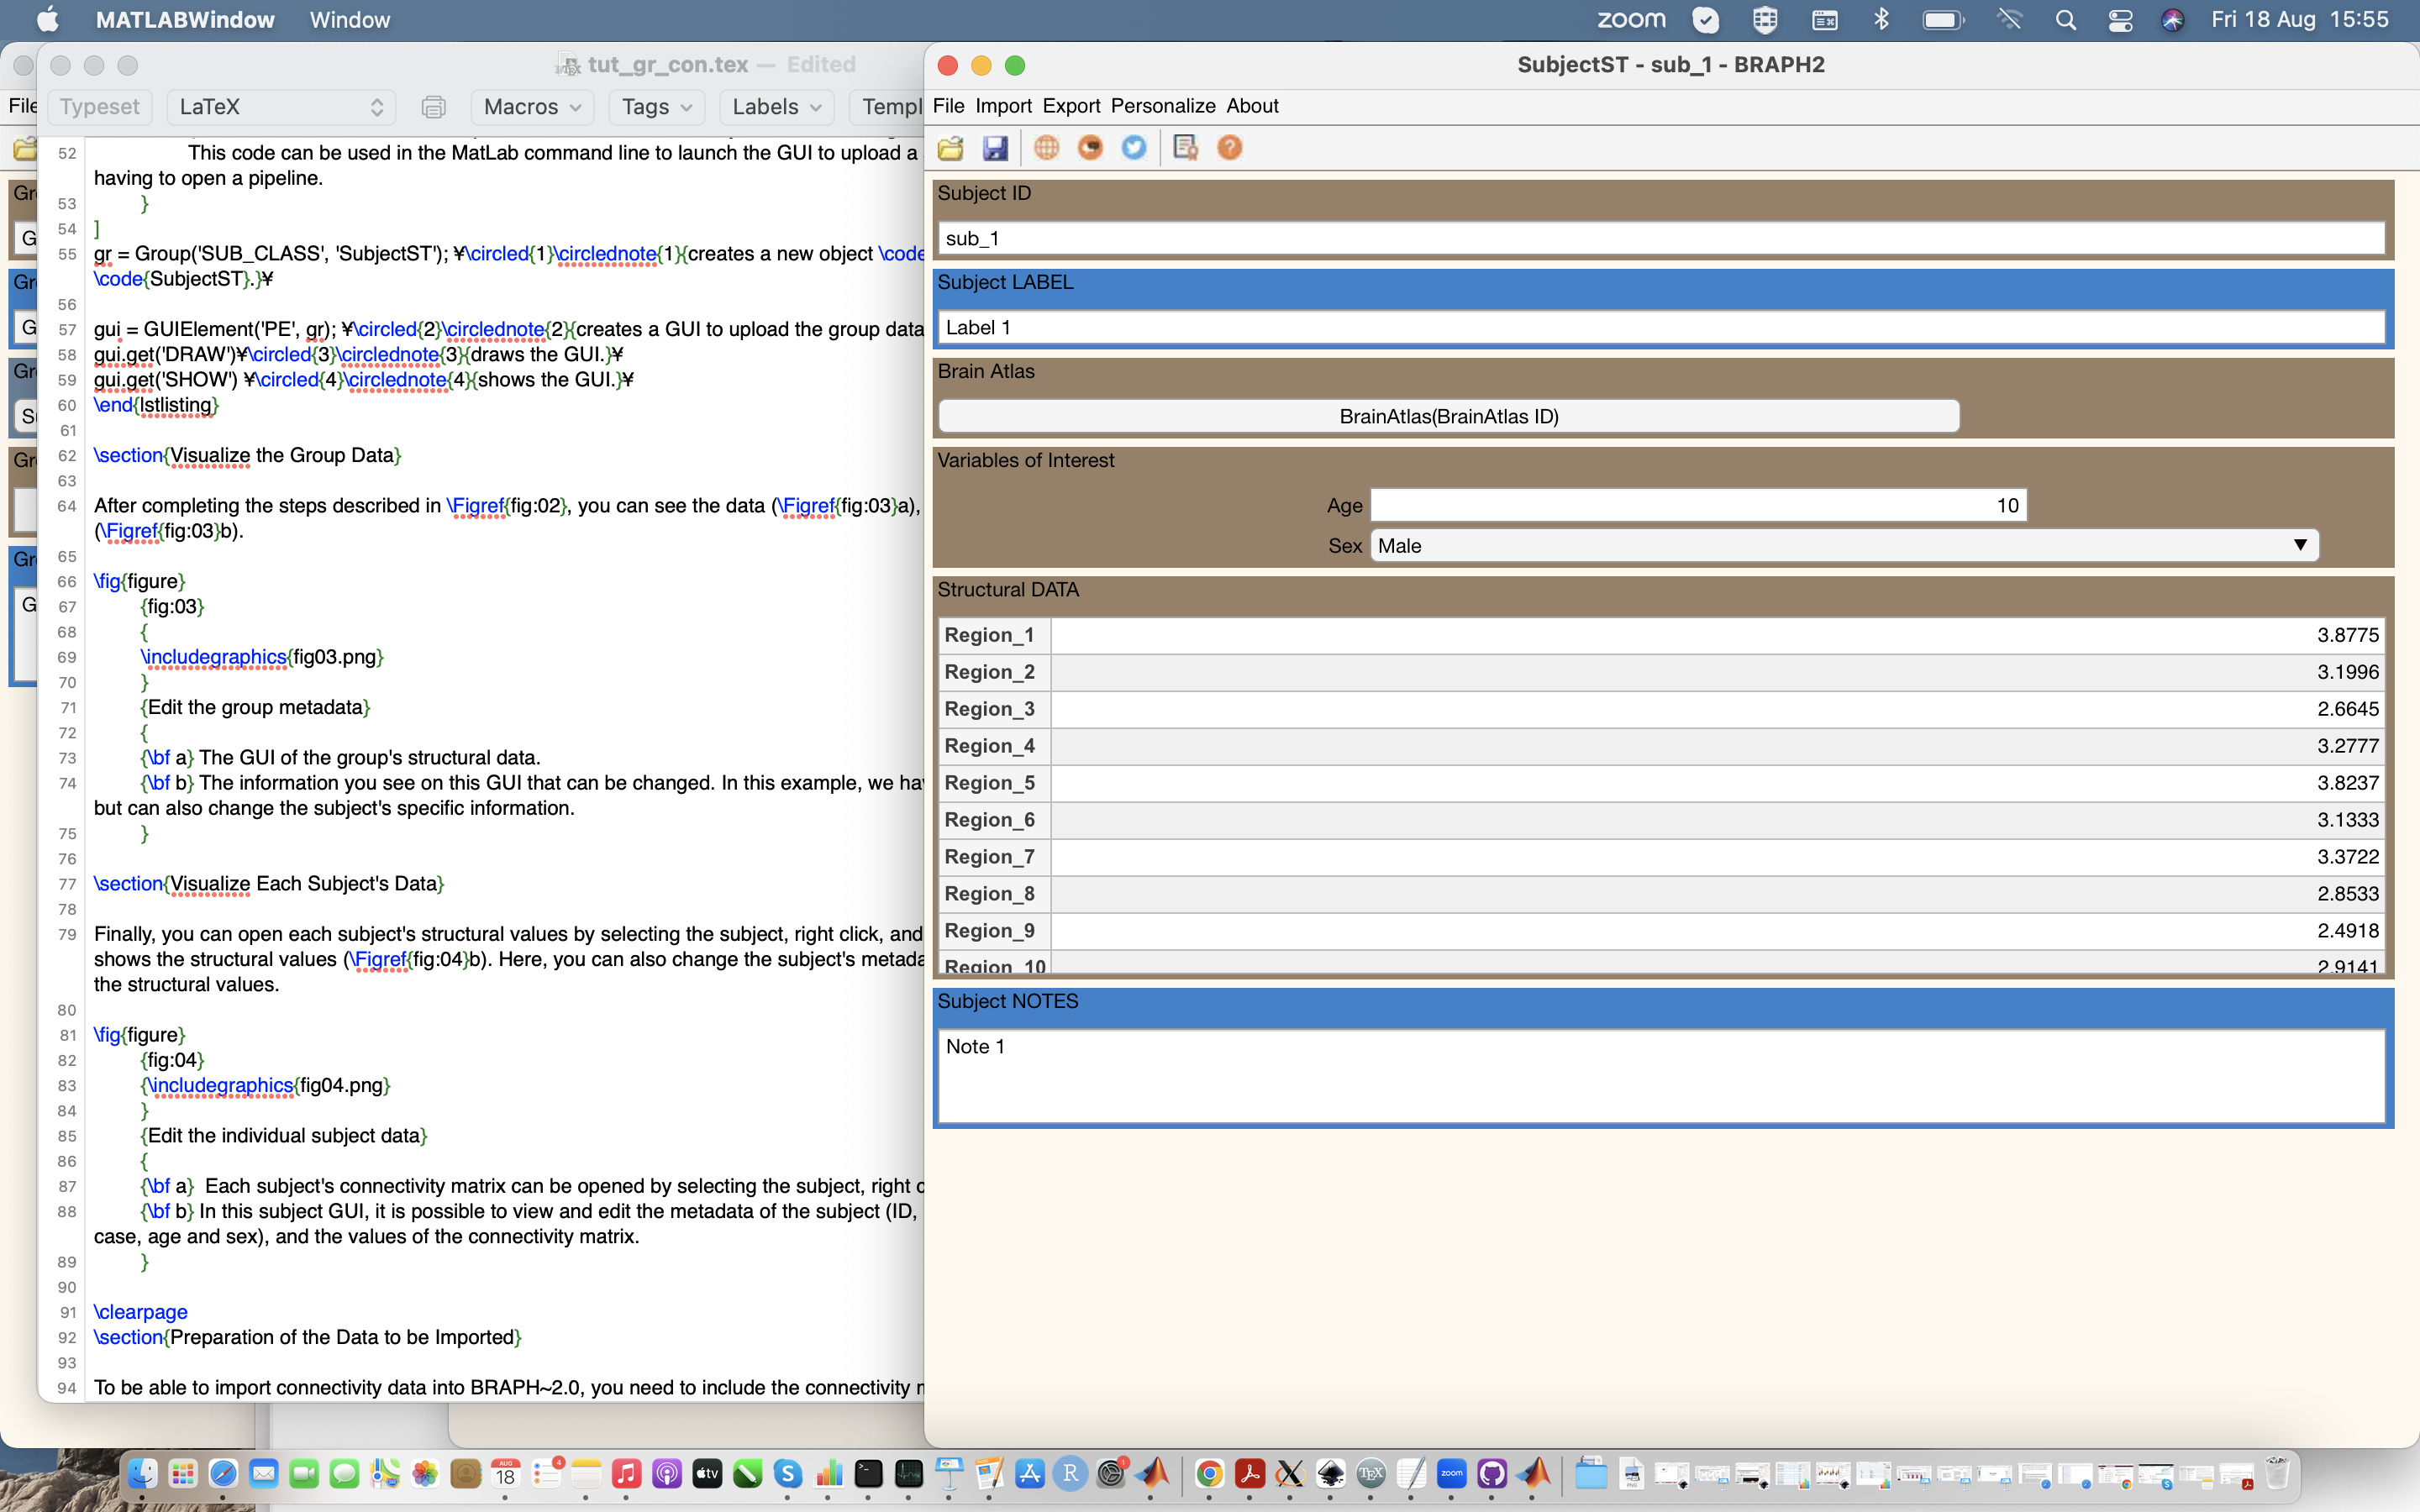 MATLABWindow Window
zoom Fri 18 Aug 15:55
tut_gr_con.tex — Edited
Typeset LaTeX Macros Tags Labels Templ
File
Gr
G
Gr
G
Gr
Su
Gr
Gr
G
52 This code can be used in the MatLab command line to launch the GUI to upload a
having to open a pipeline.
53 }
54 ]
55 gr = Group('SUB_CLASS', 'SubjectST'); ¥\circled{1}\circlednote{1}{creates a new object \code
\code{SubjectST}.}¥
56
57 gui = GUIElement('PE', gr); ¥\circled{2}\circlednote{2}{creates a GUI to upload the group data
58 gui.get('DRAW')¥\circled{3}\circlednote{3}{draws the GUI.}¥
59 gui.get('SHOW') ¥\circled{4}\circlednote{4}{shows the GUI.}¥
60 \end{lstlisting}
61
62 \section{Visualize the Group Data}
63
64 After completing the steps described in \Figref{fig:02}, you can see the data (\Figref{fig:03}a),
(\Figref{fig:03}b).
65
66 \fig{figure}
67 {fig:03}
68 {
69 \includegraphics{fig03.png}
70 }
71 {Edit the group metadata}
72 {
73 {\bf a} The GUI of the group's structural data.
74 {\bf b} The information you see on this GUI that can be changed. In this example, we hav
but can also change the subject's specific information.
75 }
76
77 \section{Visualize Each Subject's Data}
78
79 Finally, you can open each subject's structural values by selecting the subject, right click, and
shows the structural values (\Figref{fig:04}b). Here, you can also change the subject's metada
the structural values.
80
81 \fig{figure}
82 {fig:04}
83 {\includegraphics{fig04.png}
84 }
85 {Edit the individual subject data}
86 {
87 {\bf a} Each subject's connectivity matrix can be opened by selecting the subject, right c
88 {\bf b} In this subject GUI, it is possible to view and edit the metadata of the subject (ID,
case, age and sex), and the values of the connectivity matrix.
89 }
90
91 \clearpage
92 \section{Preparation of the Data to be Imported}
93
94 To be able to import connectivity data into BRAPH~2.0, you need to include the connectivity m
SubjectST - sub_1 - BRAPH2
File Import Export Personalize About
Subject ID
sub_1
Subject LABEL
Label 1
Brain Atlas
BrainAtlas(BrainAtlas ID)
Variables of Interest
Age 10
Sex Male
Structural DATA
Region_1 3.8775
Region_2 3.1996
Region_3 2.6645
Region_4 3.2777
Region_5 3.8237
Region_6 3.1333
Region_7 3.3722
Region_8 2.8533
Region_9 2.4918
Region_10 2.9141
Subject NOTES
Note 1
AUG
18
4
tv
S
R
1
TeX
zoom
PNG